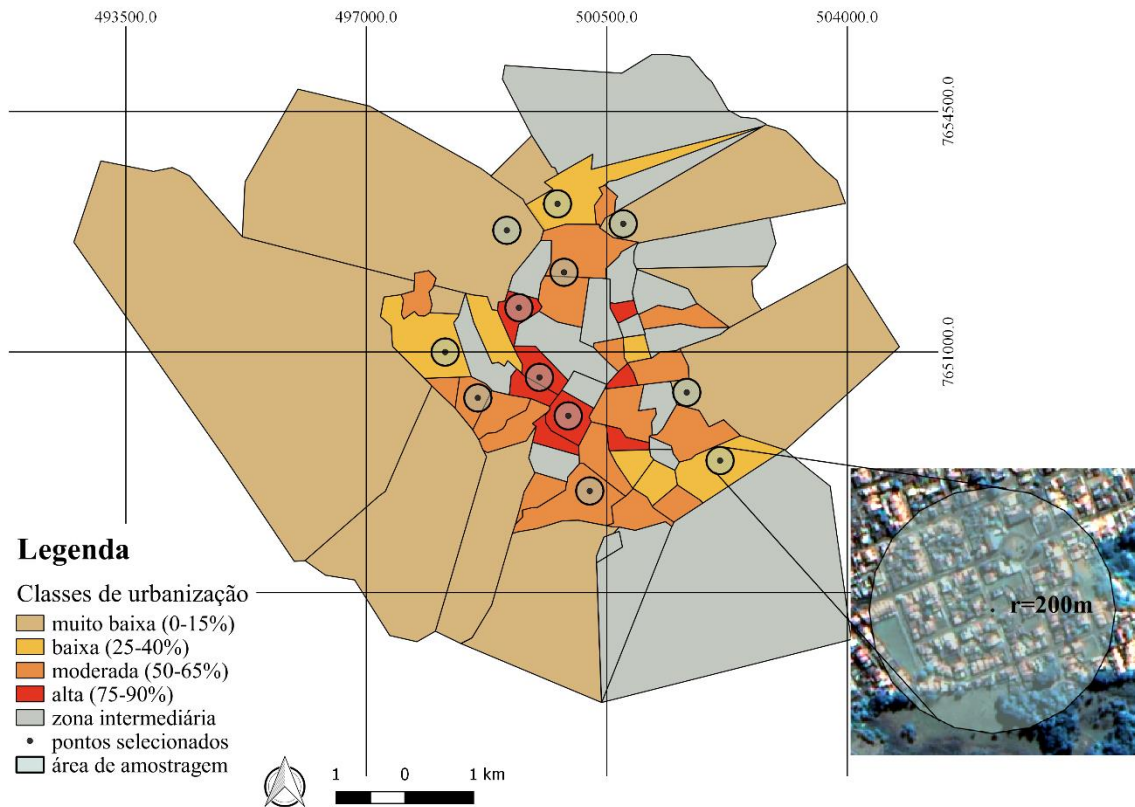 493500.0 497000.0 500500.0 504000.0
7654500.0
7651000.0
r=200m
Legenda
Classes de urbanização
muito baixa (0-15%)
baixa (25-40%)
moderada (50-65%)
alta (75-90%)
zona intermediária
pontos selecionados
área de amostragem
1 0 1 km